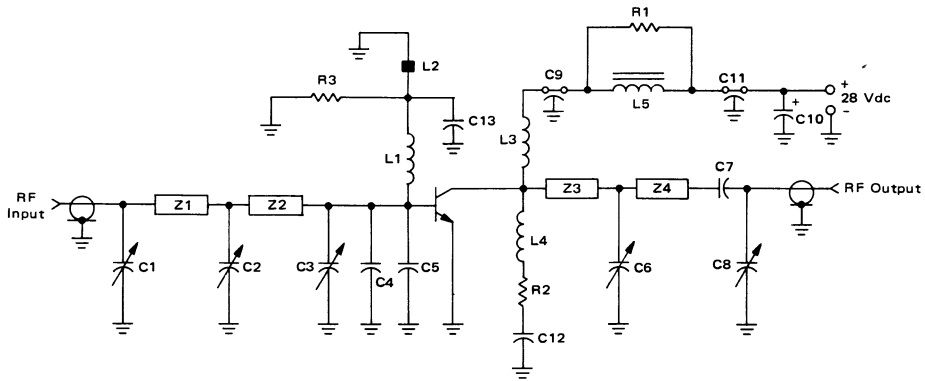 R1
L2
R3
C9
C11
+
28 Vdc
-
L5
+
C10
C13
L3
L1
C7
RF
Input
Z1
Z2
Z3
Z4
RF Output
L4
C1
C2
C3
C4
C5
C6
C8
R2
C12